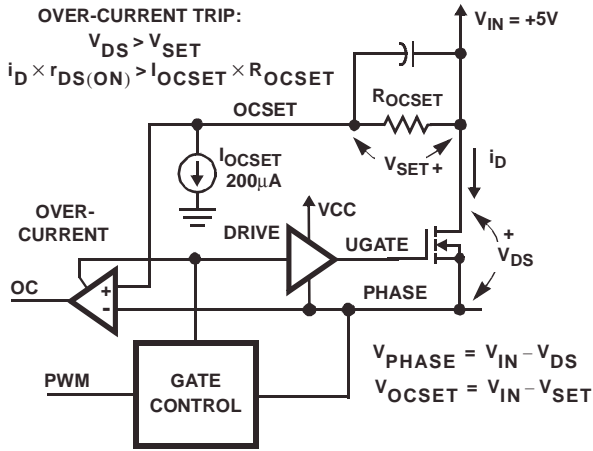 OVER-CURRENT TRIP:
V_DS > V_SET
i_D × r_DS(ON) > I_OCSET × R_OCSET
V_IN = +5V
R_OCSET
OCSET
V_SET +
i_D
I_OCSET
200µA
OVER-
CURRENT
VCC
DRIVE
UGATE
+
V_DS
OC
+
-
PHASE
PWM
GATE
CONTROL
V_PHASE = V_IN – V_DS
V_OCSET = V_IN – V_SET